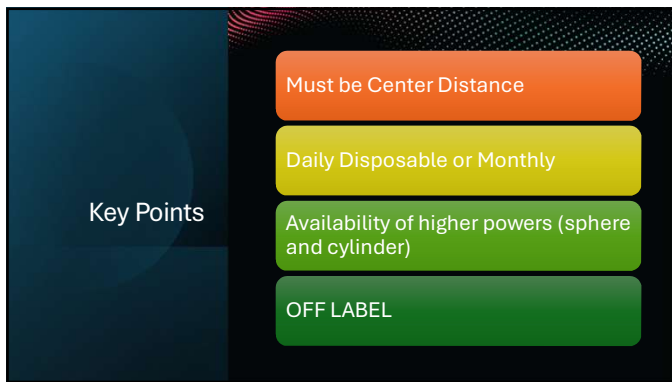 Key Points
Must be Center Distance
Daily Disposable or Monthly
Availability of higher powers (sphere
and cylinder)
OFF LABEL